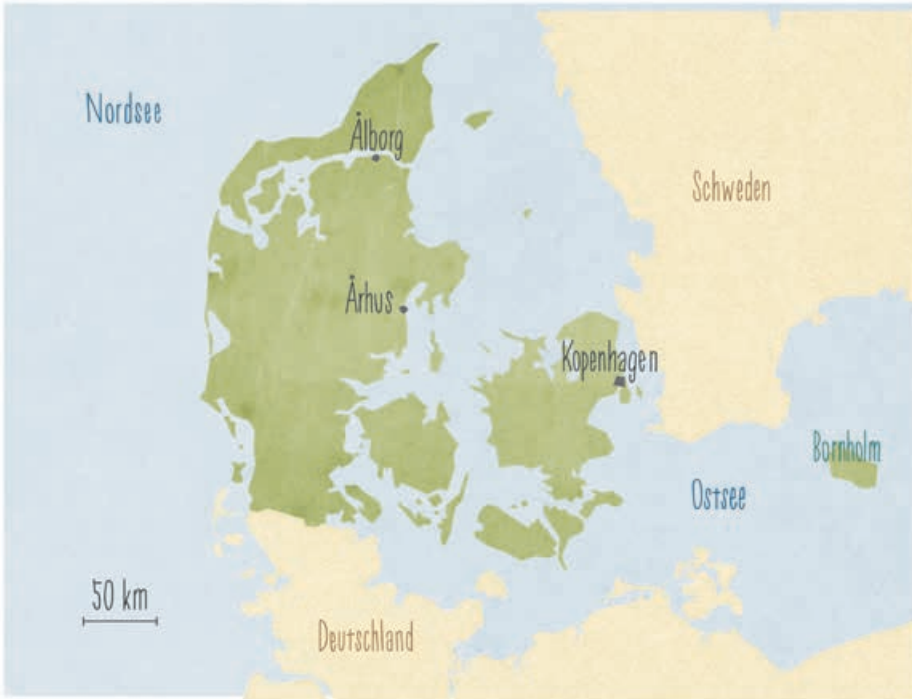 Nordsee
Ålborg
Schweden
Århus
Kopenhagen
Bornholm
Ostsee
50 km
Deutschland